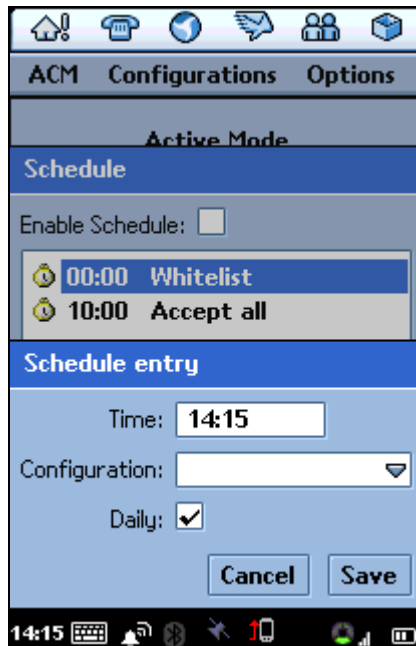 ACM Configurations Options
Active Mode
Schedule
Enable Schedule:
00:00 Whitelist
10:00 Accept all
Schedule entry
Time: 14:15
Configuration:
Daily:
Cancel Save
14:15